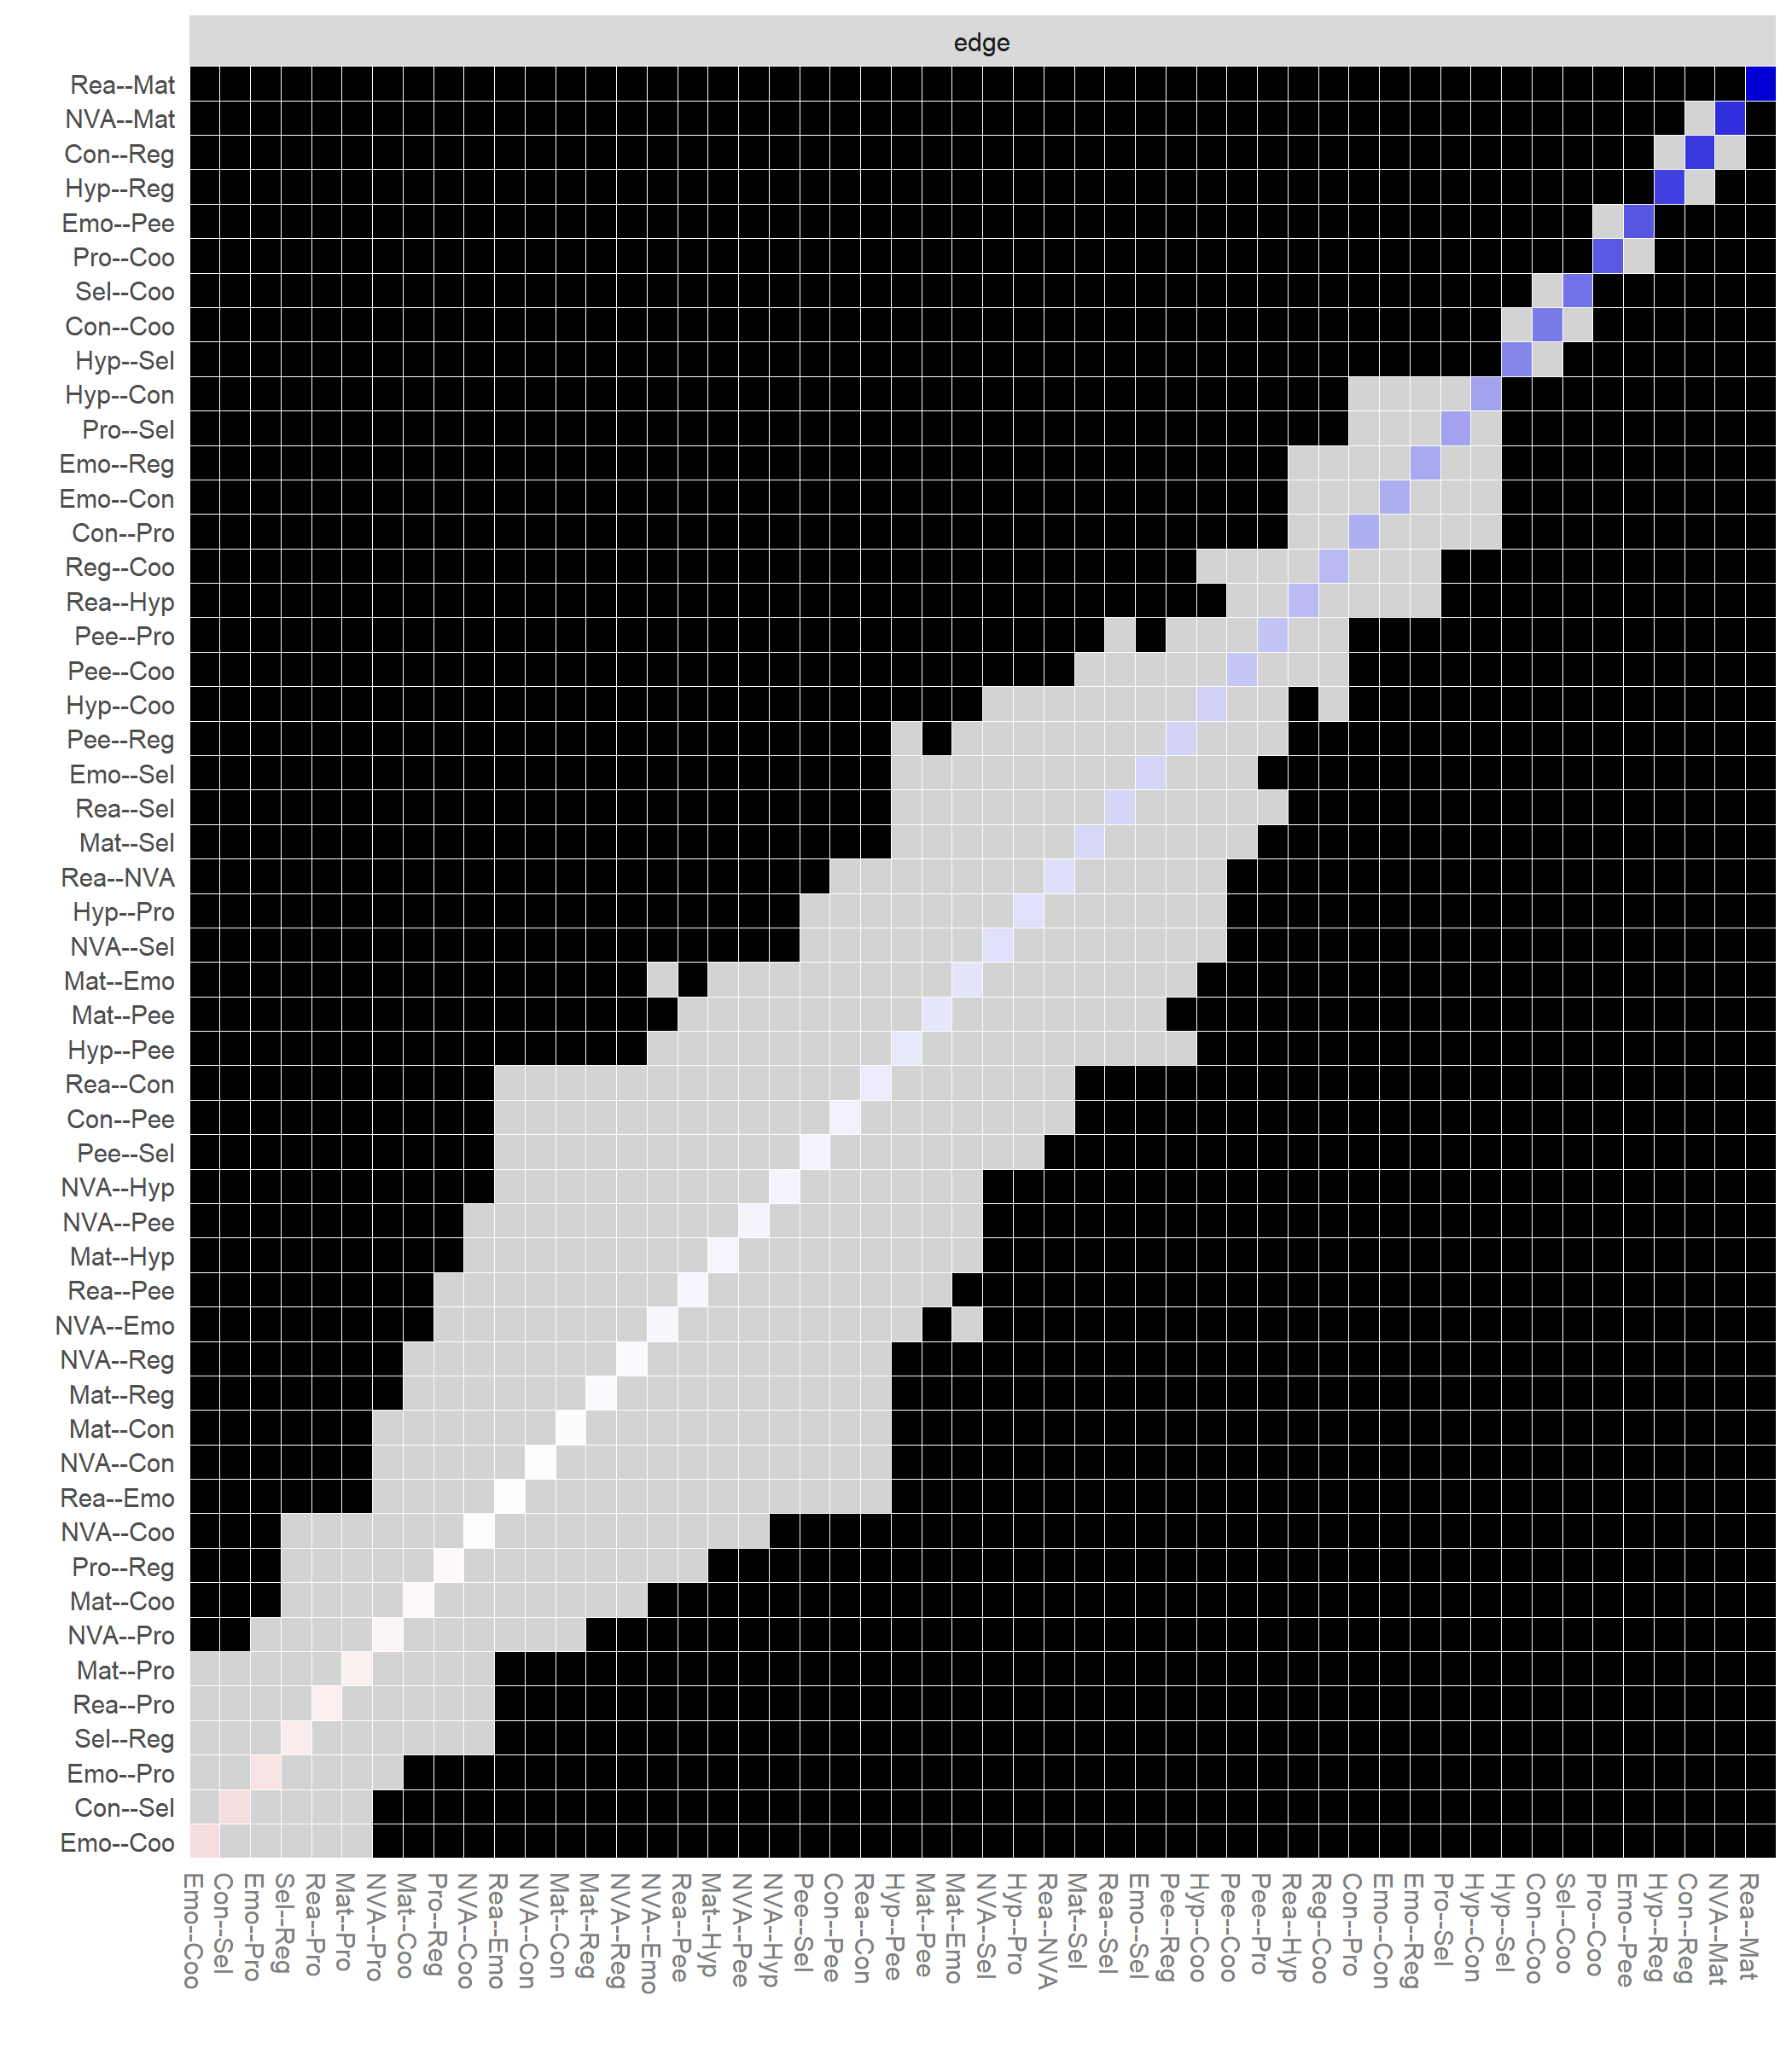 edge
Rea--Mat
NVA--Mat
Con--Reg
Hyp--Reg
Emo--Pee
Pro--Coo
Sel--Coo
Con--Coo
Hyp--Sel
Hyp--Con
Pro--Sel
Emo--Reg
Emo--Con
Con--Pro
Reg--Coo
Rea--Hyp
Pee--Pro
Pee--Coo
Hyp--Coo
Pee--Reg
Emo--Sel
Rea--Sel
Mat--Sel
Rea--NVA
Hyp--Pro
NVA--Sel
Mat--Emo
Mat--Pee
Hyp--Pee
Rea--Con
Con--Pee
Pee--Sel
NVA--Hyp
NVA--Pee
Mat--Hyp
Rea--Pee
NVA--Emo
NVA--Reg
Mat--Reg
Mat--Con
NVA--Con
Rea--Emo
NVA--Coo
Pro--Reg
Mat--Coo
NVA--Pro
Mat--Pro
Rea--Pro
Sel--Reg
Emo--Pro
Con--Sel
Emo--Coo
Emo--Coo
Con--Sel
Emo--Pro
Sel--Reg
Rea--Pro
Mat--Pro
NVA--Pro
Mat--Coo
Pro--Reg
NVA--Coo
Rea--Emo
NVA--Con
Mat--Con
Mat--Reg
NVA--Reg
NVA--Emo
Rea--Pee
Mat--Hyp
NVA--Pee
NVA--Hyp
Pee--Sel
Con--Pee
Rea--Con
Hyp--Pee
Mat--Pee
Mat--Emo
NVA--Sel
Hyp--Pro
Rea--NVA
Mat--Sel
Rea--Sel
Emo--Sel
Pee--Reg
Hyp--Coo
Pee--Coo
Pee--Pro
Rea--Hyp
Reg--Coo
Con--Pro
Emo--Con
Emo--Reg
Pro--Sel
Hyp--Con
Hyp--Sel
Con--Coo
Sel--Coo
Pro--Coo
Emo--Pee
Hyp--Reg
Con--Reg
NVA--Mat
Rea--Mat